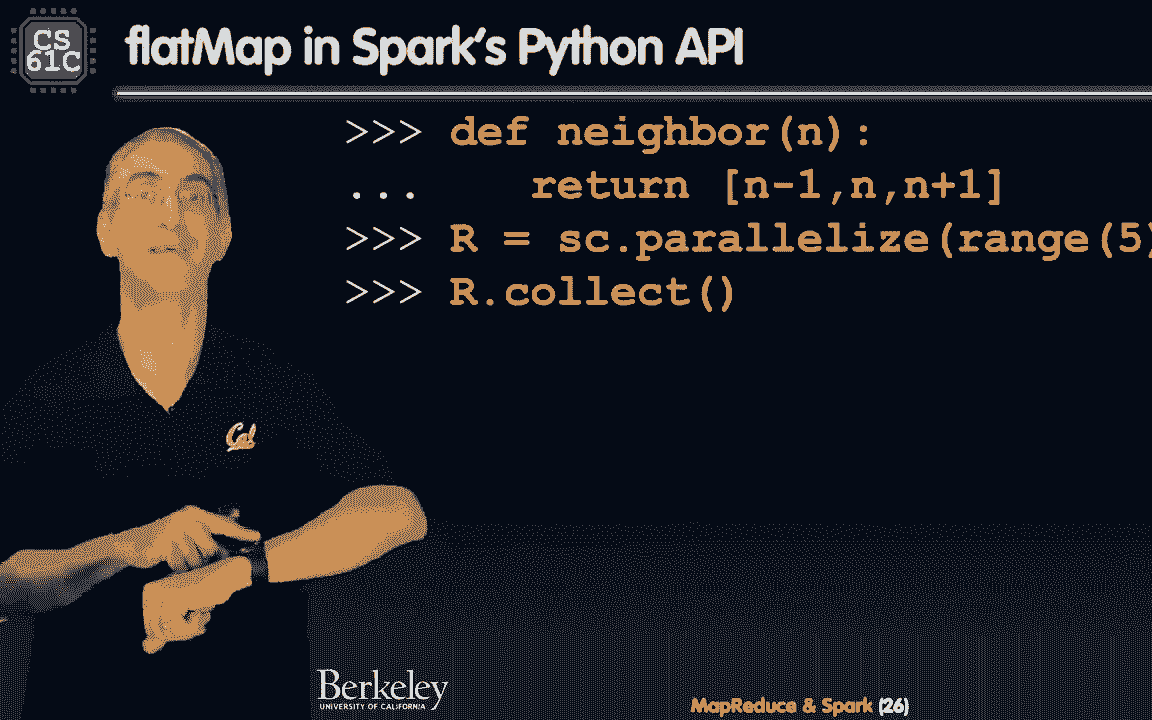 CS
61C
flatMap in Spark's Python API
>>> def neighbor(n):
... return [n-1,n,n+1]
>>> R = sc.parallelize(range(5)
>>> R.collect()
Cal
Berkeley
UNIVERSITY OF CALIFORNIA
MapReduce & Spark (26)